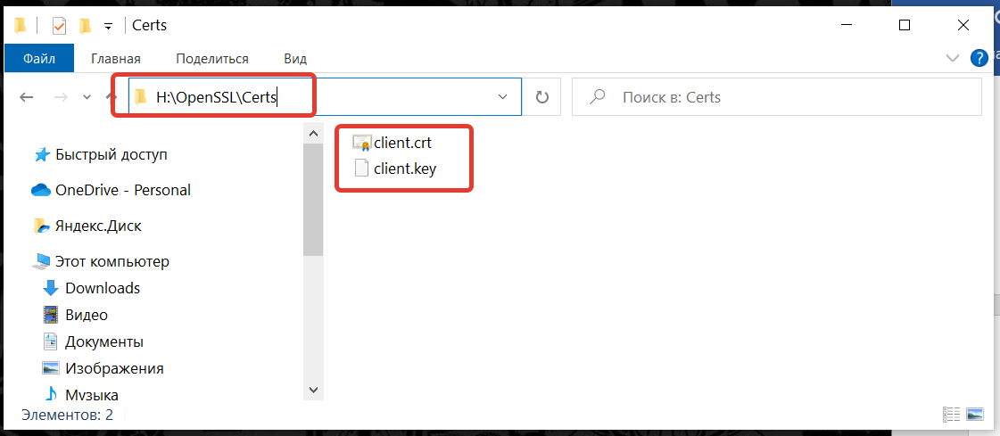 Certs
Файл Главная Поделиться Вид
H:\OpenSSL\Certs
Поиск в: Certs
client.crt
client.key
Быстрый доступ
OneDrive - Personal
Яндекс.Диск
Этот компьютер
Downloads
Видео
Документы
Изображения
Музыка
Элементов: 2